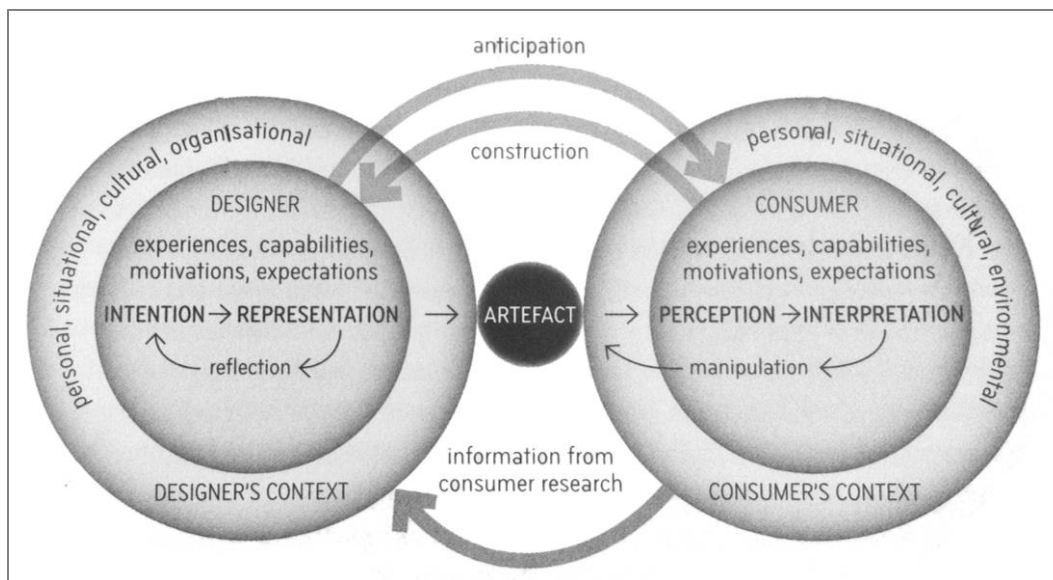 anticipation
construction
personal, situational, cultural, organisational
DESIGNER
experiences, capabilities,
motivations, expectations
INTENTION → REPRESENTATION →
reflection
DESIGNER'S CONTEXT
ARTEFACT
personal, situational, cultural, environmental
CONSUMER
experiences, capabilities,
motivations, expectations
→ PERCEPTION → INTERPRETATION
manipulation
CONSUMER'S CONTEXT
information from
consumer research